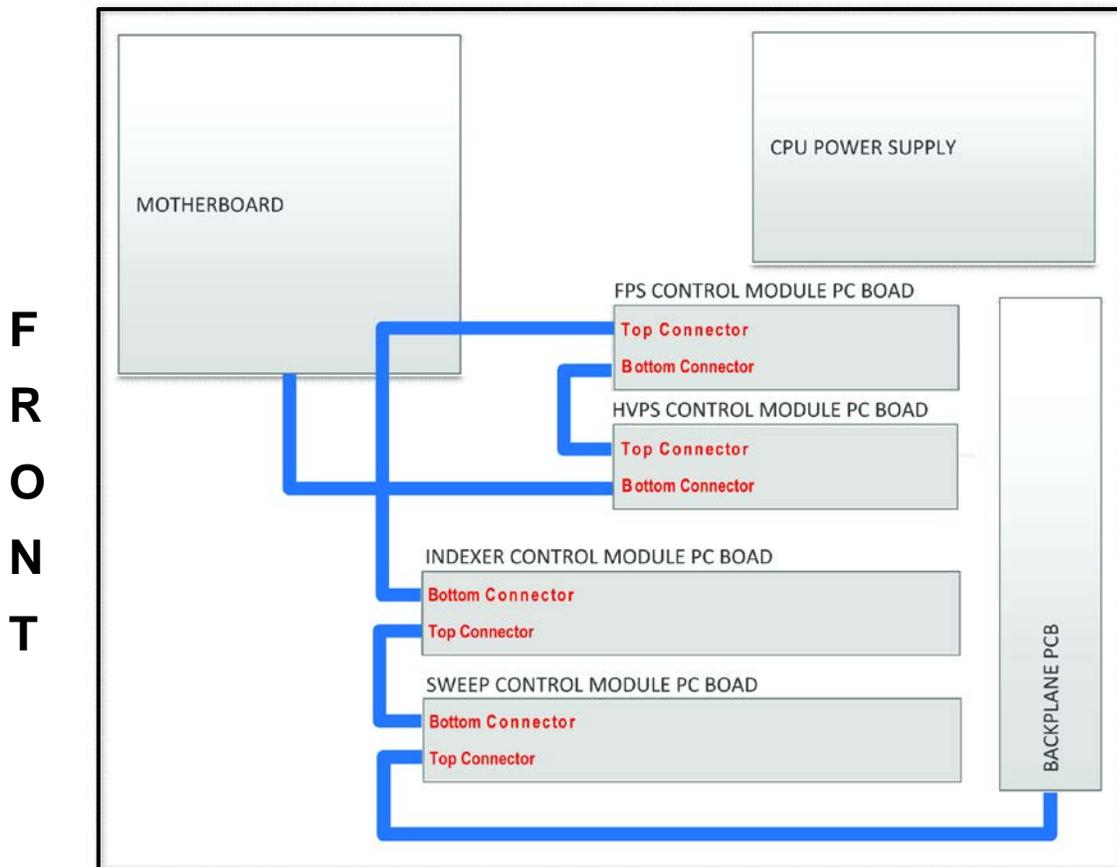 FRONT
MOTHERBOARD
CPU POWER SUPPLY
FPS CONTROL MODULE PC BOAD
Top Connector
Bottom Connector
HVPS CONTROL MODULE PC BOAD
Top Connector
Bottom Connector
INDEXER CONTROL MODULE PC BOAD
Bottom Connector
Top Connector
SWEEP CONTROL MODULE PC BOAD
Bottom Connector
Top Connector
BACKPLANE PCB